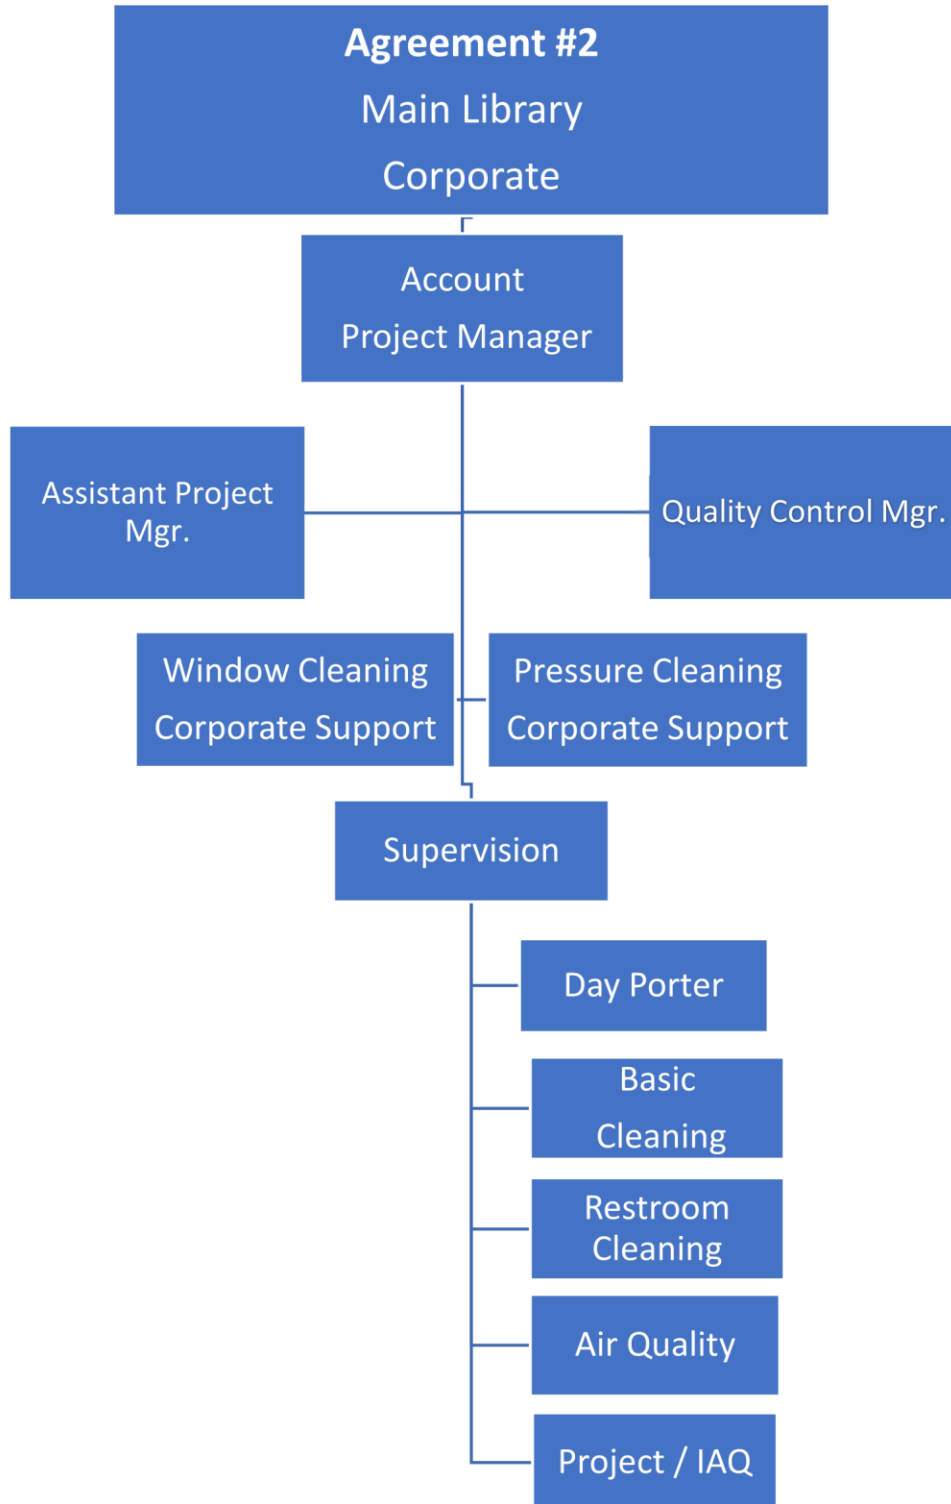 Agreement #2
Main Library
Corporate
Account
Project Manager
Assistant Project
Mgr.
Quality Control Mgr.
Window Cleaning
Corporate Support
Pressure Cleaning
Corporate Support
Supervision
Day Porter
Basic
Cleaning
Restroom
Cleaning
Air Quality
Project / IAQ